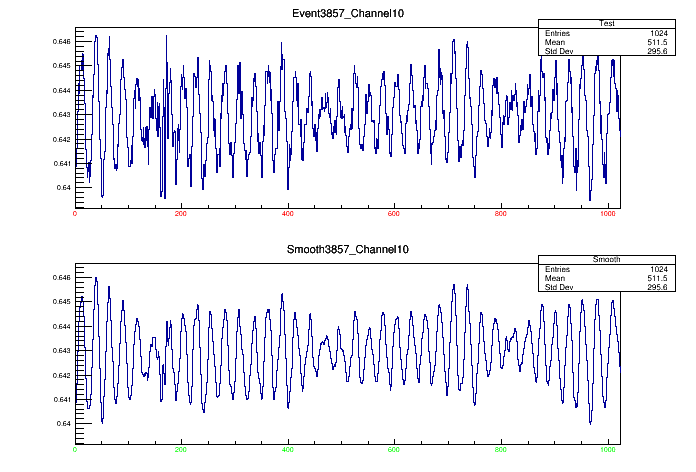 Event3857_Channel10
Test
Entries 1024
Mean 511.5
Std Dev 295.6
0.646
0.645
0.644
0.643
0.642
0.641
0.64
0 200 400 600 800 1000
Smooth3857_Channel10
Smooth
Entries 1024
Mean 511.5
Std Dev 295.6
0.646
0.645
0.644
0.643
0.642
0.641
0.64
0 200 400 600 800 1000